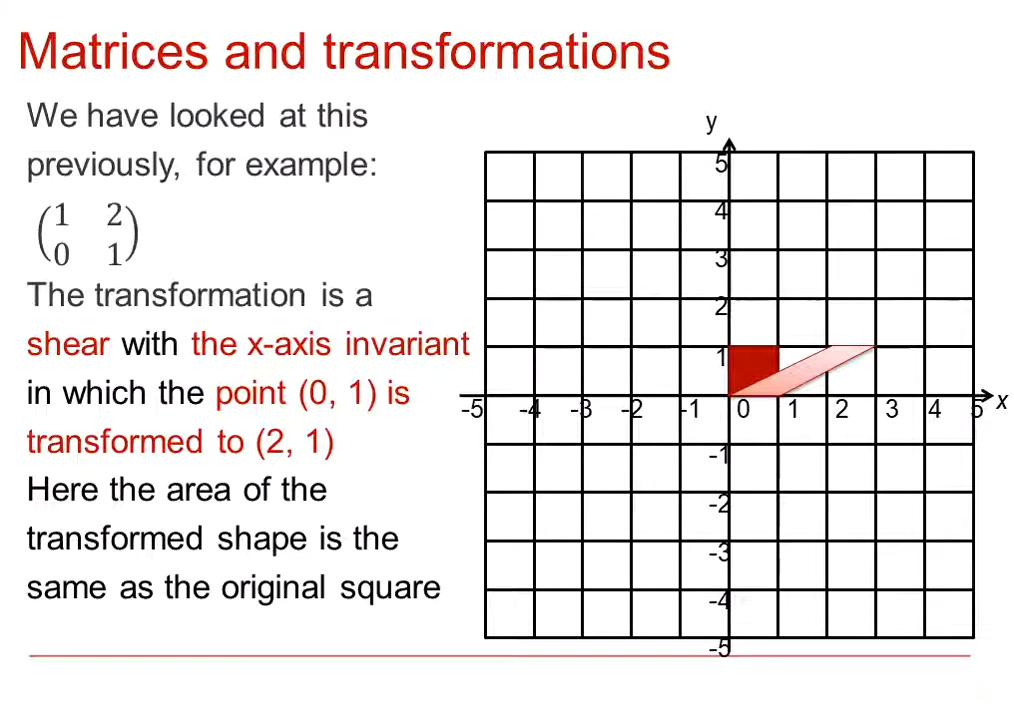 Matrices and transformations
We have looked at this
previously, for example:
(1 2
0 1)
The transformation is a
shear with the x-axis invariant
in which the point (0, 1) is
transformed to (2, 1)
Here the area of the
transformed shape is the
same as the original square
y
5
4
3
2
1
-5 -4 -3 -2 -1 0 1 2 3 4 5 x
-1
-2
-3
-4
-5